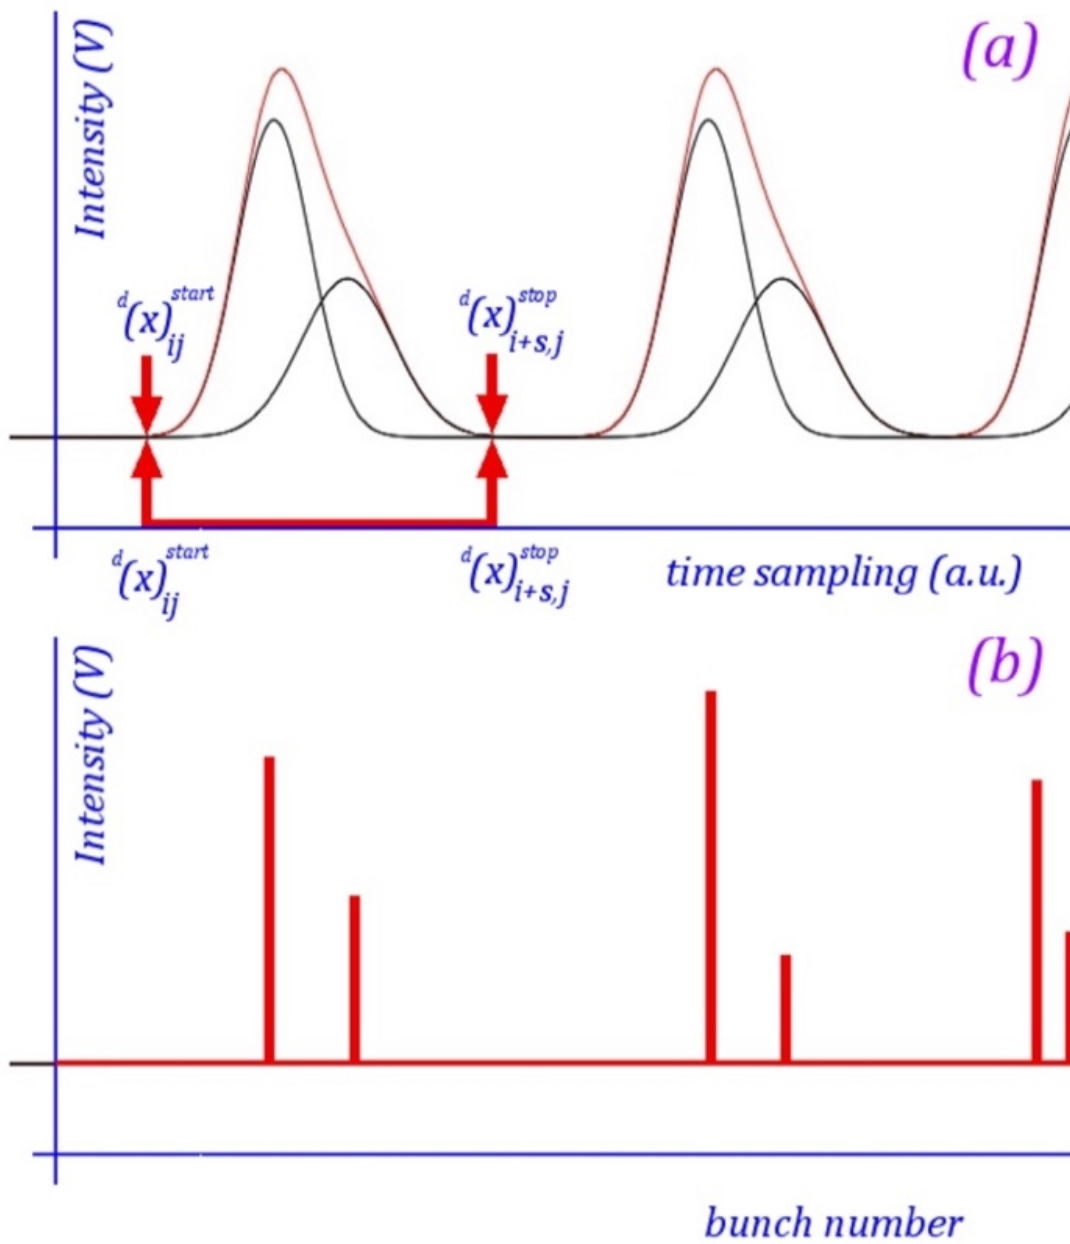 (a)
Intensity (V)
d(x)ij start
d(x)i+s,j stop
d(x)ij start
d(x)i+s,j stop
time sampling (a.u.)
(b)
Intensity (V)
bunch number